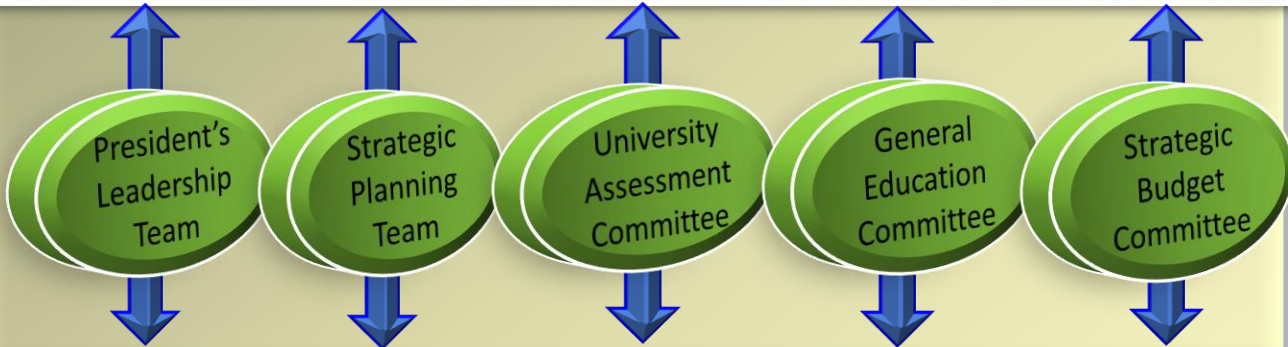 President's
Leadership
Team
Strategic
Planning
Team
University
Assessment
Committee
General
Education
Committee
Strategic
Budget
Committee